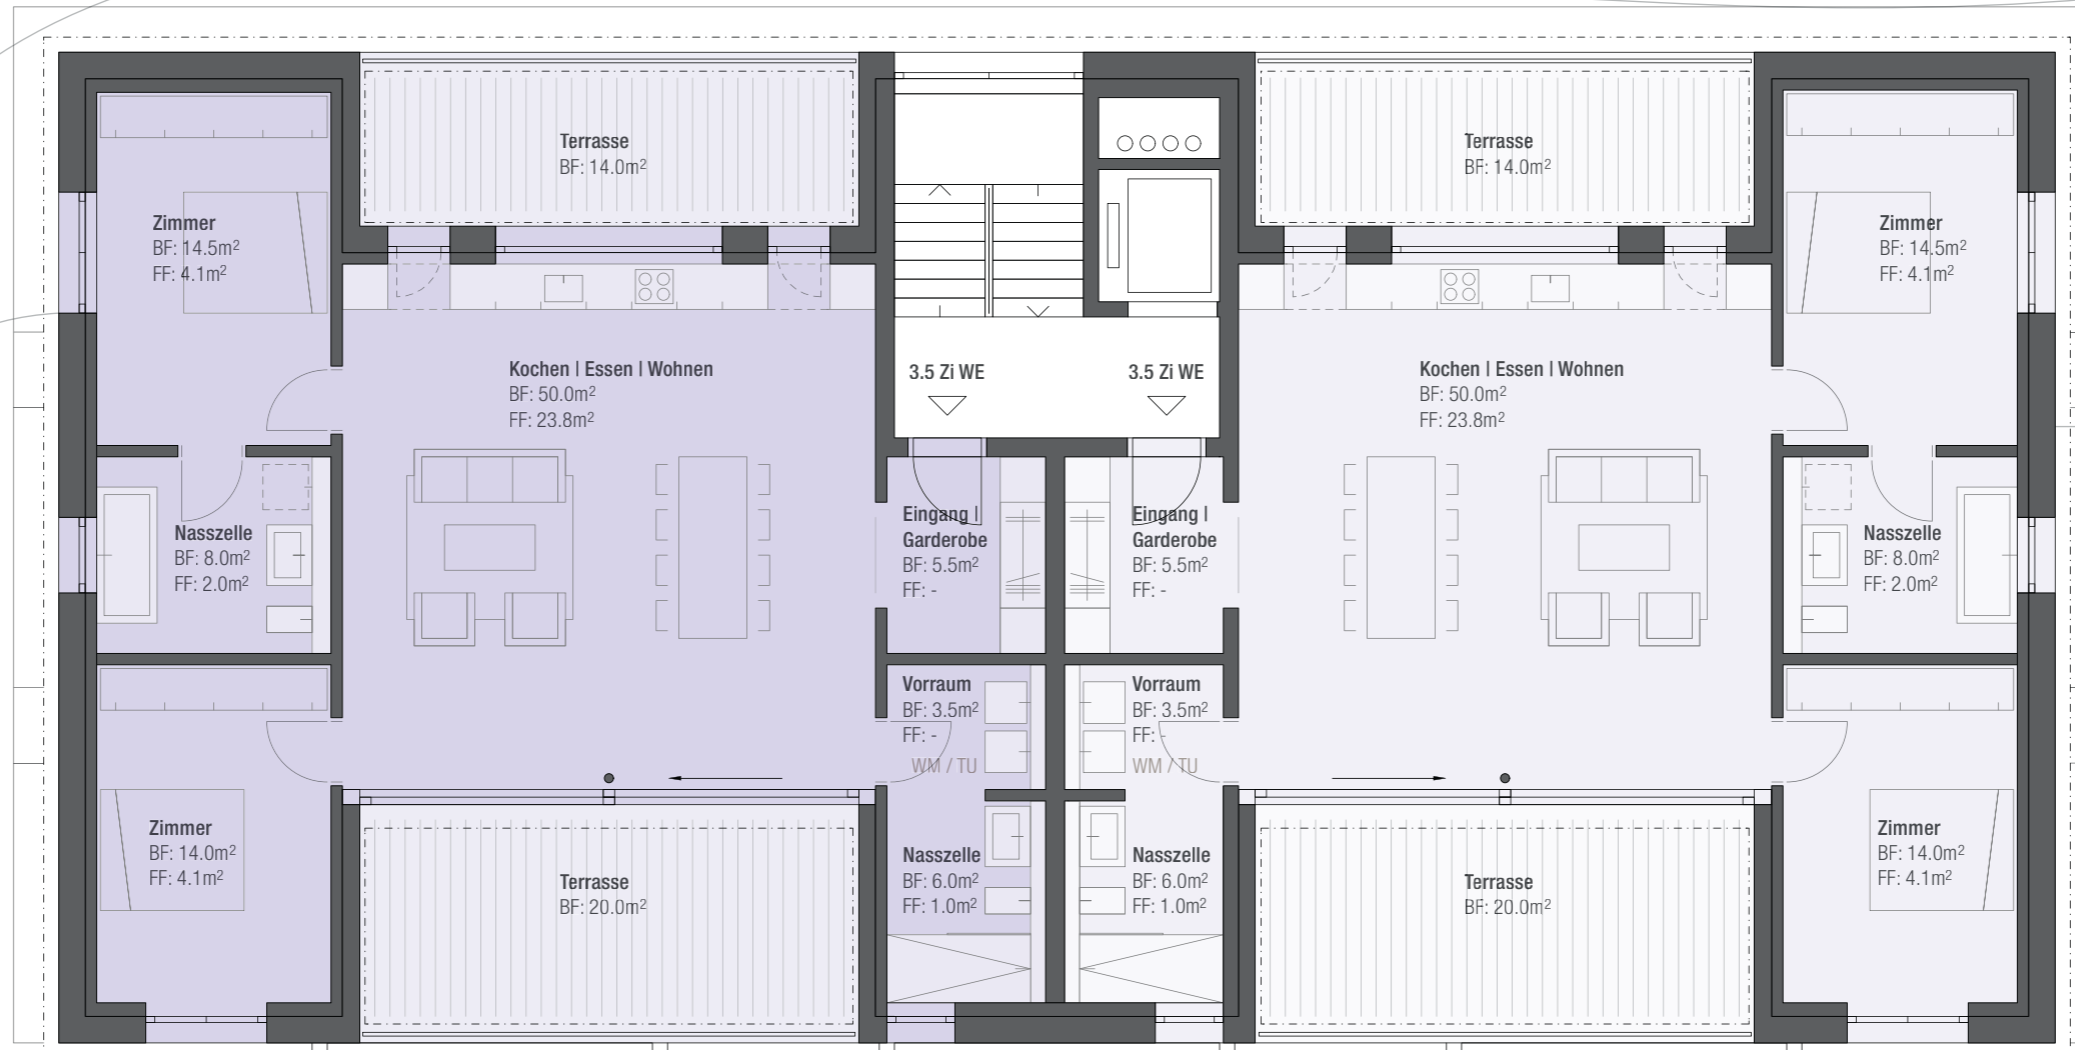 Terrasse
BF: 14.0m²
Terrasse
BF: 14.0m²
Zimmer
BF: 14.5m²
FF: 4.1m²
Zimmer
BF: 14.5m²
FF: 4.1m²
Kochen | Essen | Wohnen
BF: 50.0m²
FF: 23.8m²
3.5 Zi WE
3.5 Zi WE
Kochen | Essen | Wohnen
BF: 50.0m²
FF: 23.8m²
Nasszelle
BF: 8.0m²
FF: 2.0m²
Eingang |
Garderobe
BF: 5.5m²
FF: -
Eingang |
Garderobe
BF: 5.5m²
FF: -
Nasszelle
BF: 8.0m²
FF: 2.0m²
Vorraum
BF: 3.5m²
FF: -
WM / TU
Vorraum
BF: 3.5m²
FF: -
WM / TU
Zimmer
BF: 14.0m²
FF: 4.1m²
Terrasse
BF: 20.0m²
Nasszelle
BF: 6.0m²
FF: 1.0m²
Nasszelle
BF: 6.0m²
FF: 1.0m²
Terrasse
BF: 20.0m²
Zimmer
BF: 14.0m²
FF: 4.1m²